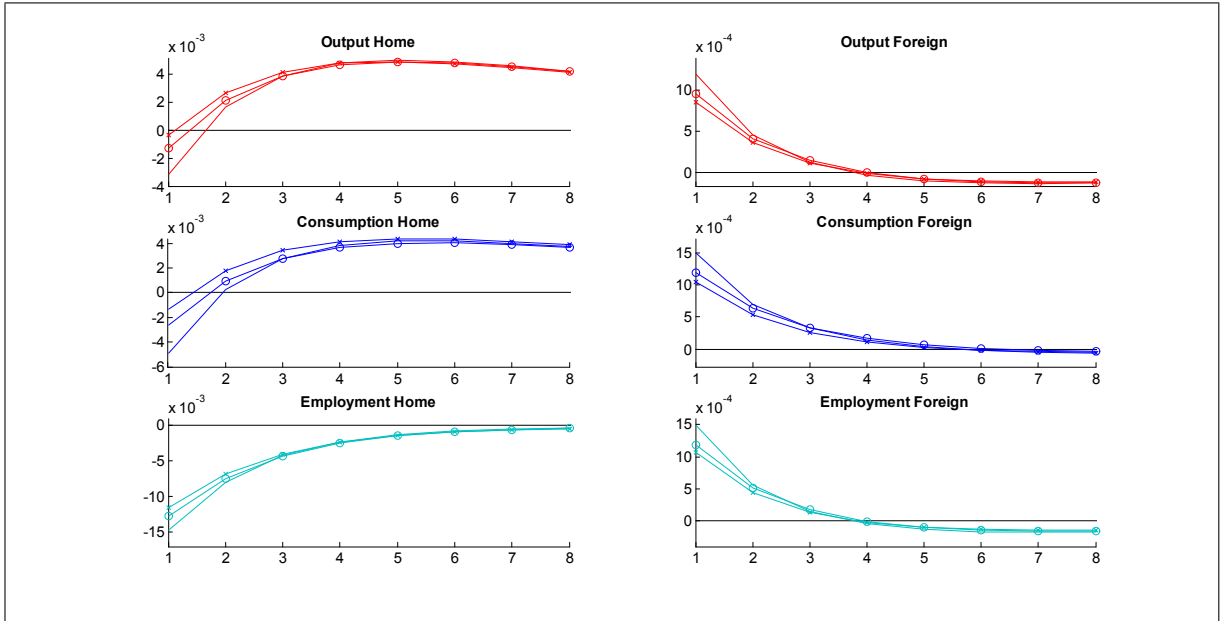 Output Home
x 10 -3
4
2
0
-2
-4
1 2 3 4 5 6 7 8
Output Foreign
x 10 -4
10
5
0
1 2 3 4 5 6 7 8
Consumption Home
x 10 -3
4
2
0
-2
-4
-6
1 2 3 4 5 6 7 8
Consumption Foreign
x 10 -4
15
10
5
0
1 2 3 4 5 6 7 8
Employment Home
x 10 -3
0
-5
-10
-15
1 2 3 4 5 6 7 8
Employment Foreign
x 10 -4
15
10
5
0
1 2 3 4 5 6 7 8